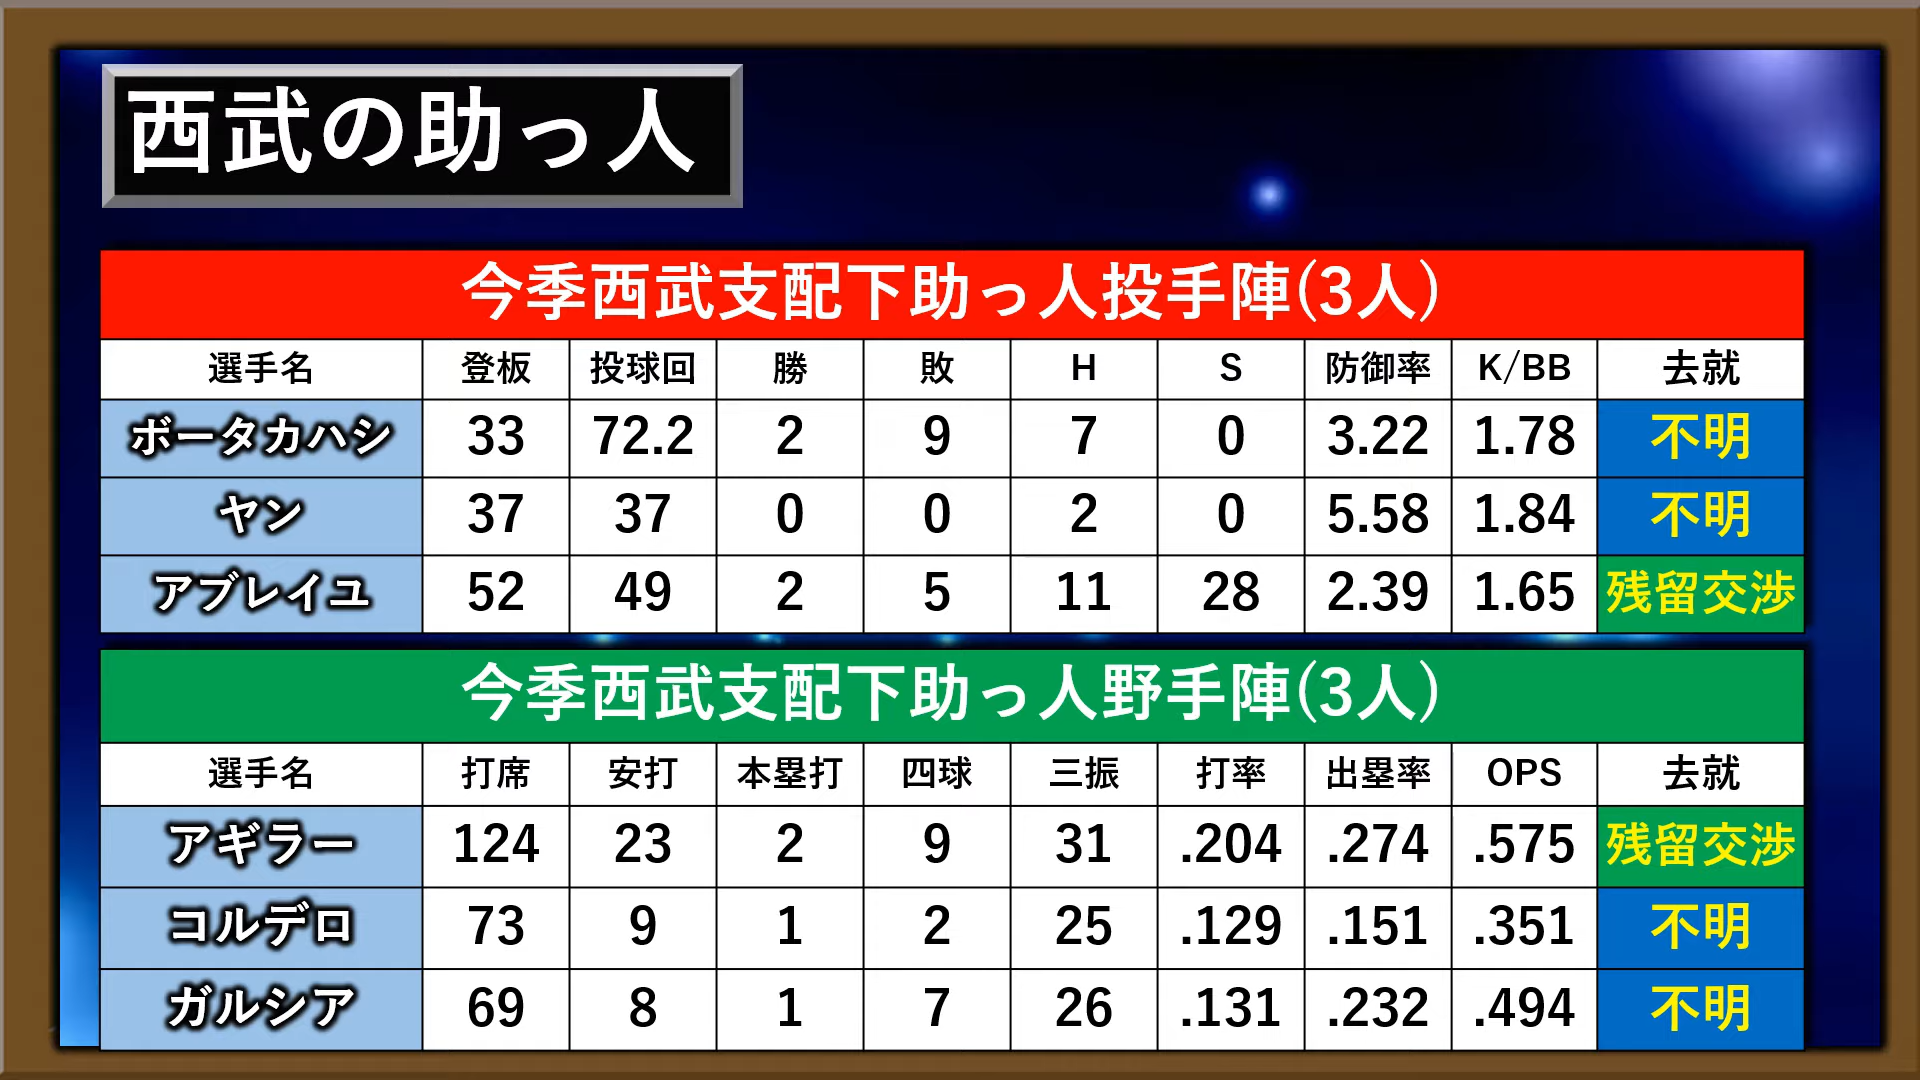 西武の助っ人
今季西武支配下助っ人投手陣(3人)
選手名 登板 投球回 勝 敗 H S 防御率 K/BB 去就
ボータカハシ 33 72.2 2 9 7 0 3.22 1.78 不明
ヤン 37 37 0 0 2 0 5.58 1.84 不明
アブレイユ 52 49 2 5 11 28 2.39 1.65 残留交渉
今季西武支配下助っ人野手陣(3人)
選手名 打席 安打 本塁打 四球 三振 打率 出塁率 OPS 去就
アギラー 124 23 2 9 31 .204 .274 .575 残留交渉
コルデロ 73 9 1 2 25 .129 .151 .351 不明
ガルシア 69 8 1 7 26 .131 .232 .494 不明